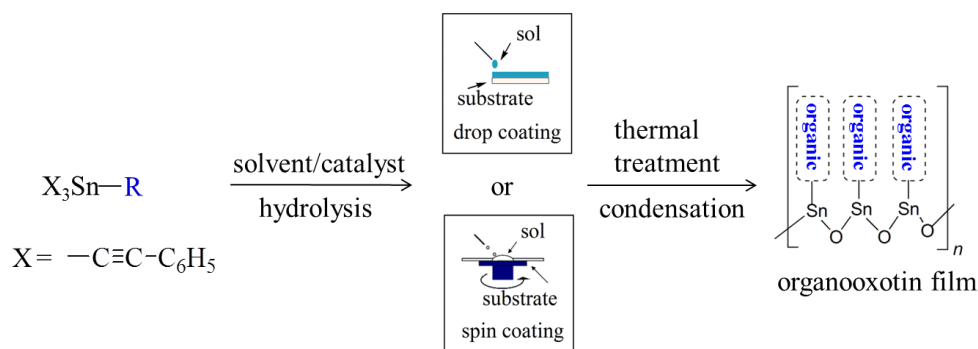 X₃Sn—R
X = —C≡C—C₆H₅
solvent/catalyst
hydrolysis
sol
substrate
drop coating
or
sol
substrate
spin coating
thermal
treatment
condensation
organic organic organic
Sn Sn Sn
O O O
n
organooxotin film